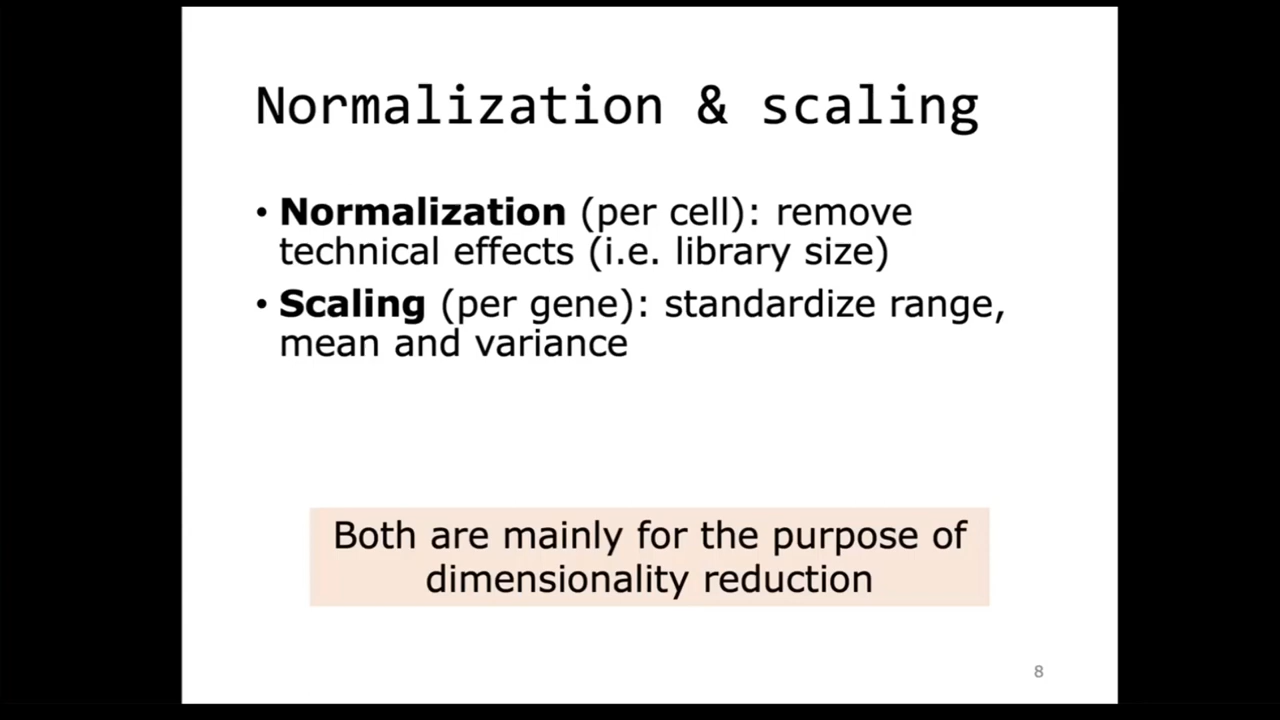 Normalization & scaling
• Normalization (per cell): remove
technical effects (i.e. library size)
• Scaling (per gene): standardize range,
mean and variance
Both are mainly for the purpose of
dimensionality reduction
8